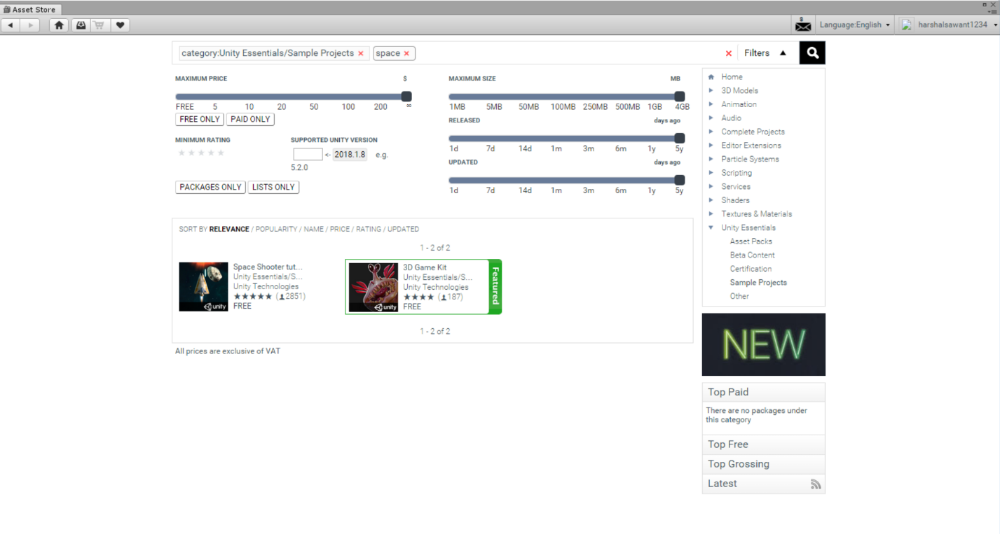 Asset Store
0
Language:English
harshalsawant1234
category:Unity Essentials/Sample Projects
space
Filters
MAXIMUM PRICE $
FREE 5 10 20 50 100 200 ∞
FREE ONLY PAID ONLY
MINIMUM RATING
SUPPORTED UNITY VERSION
<- 2018.1.8 e.g.
5.2.0
PACKAGES ONLY LISTS ONLY
MAXIMUM SIZE MB
1MB 5MB 50MB 100MB 250MB 500MB 1GB 4GB
RELEASED days ago
1d 7d 14d 1m 3m 6m 1y 5y
UPDATED days ago
1d 7d 14d 1m 3m 6m 1y 5y
SORT BY RELEVANCE / POPULARITY / NAME / PRICE / RATING / UPDATED
1 - 2 of 2
unity
Space Shooter tut...
Unity Essentials/S...
Unity Technologies
★★★★★ (2851)
FREE
unity
3D Game Kit
Unity Essentials/S...
Unity Technologies
★★★★ (187)
FREE
Featured
1 - 2 of 2
All prices are exclusive of VAT
Home
3D Models
Animation
Audio
Complete Projects
Editor Extensions
Particle Systems
Scripting
Services
Shaders
Textures & Materials
Unity Essentials
Asset Packs
Beta Content
Certification
Sample Projects
Other
NEW
Top Paid
There are no packages under
this category
Top Free
Top Grossing
Latest